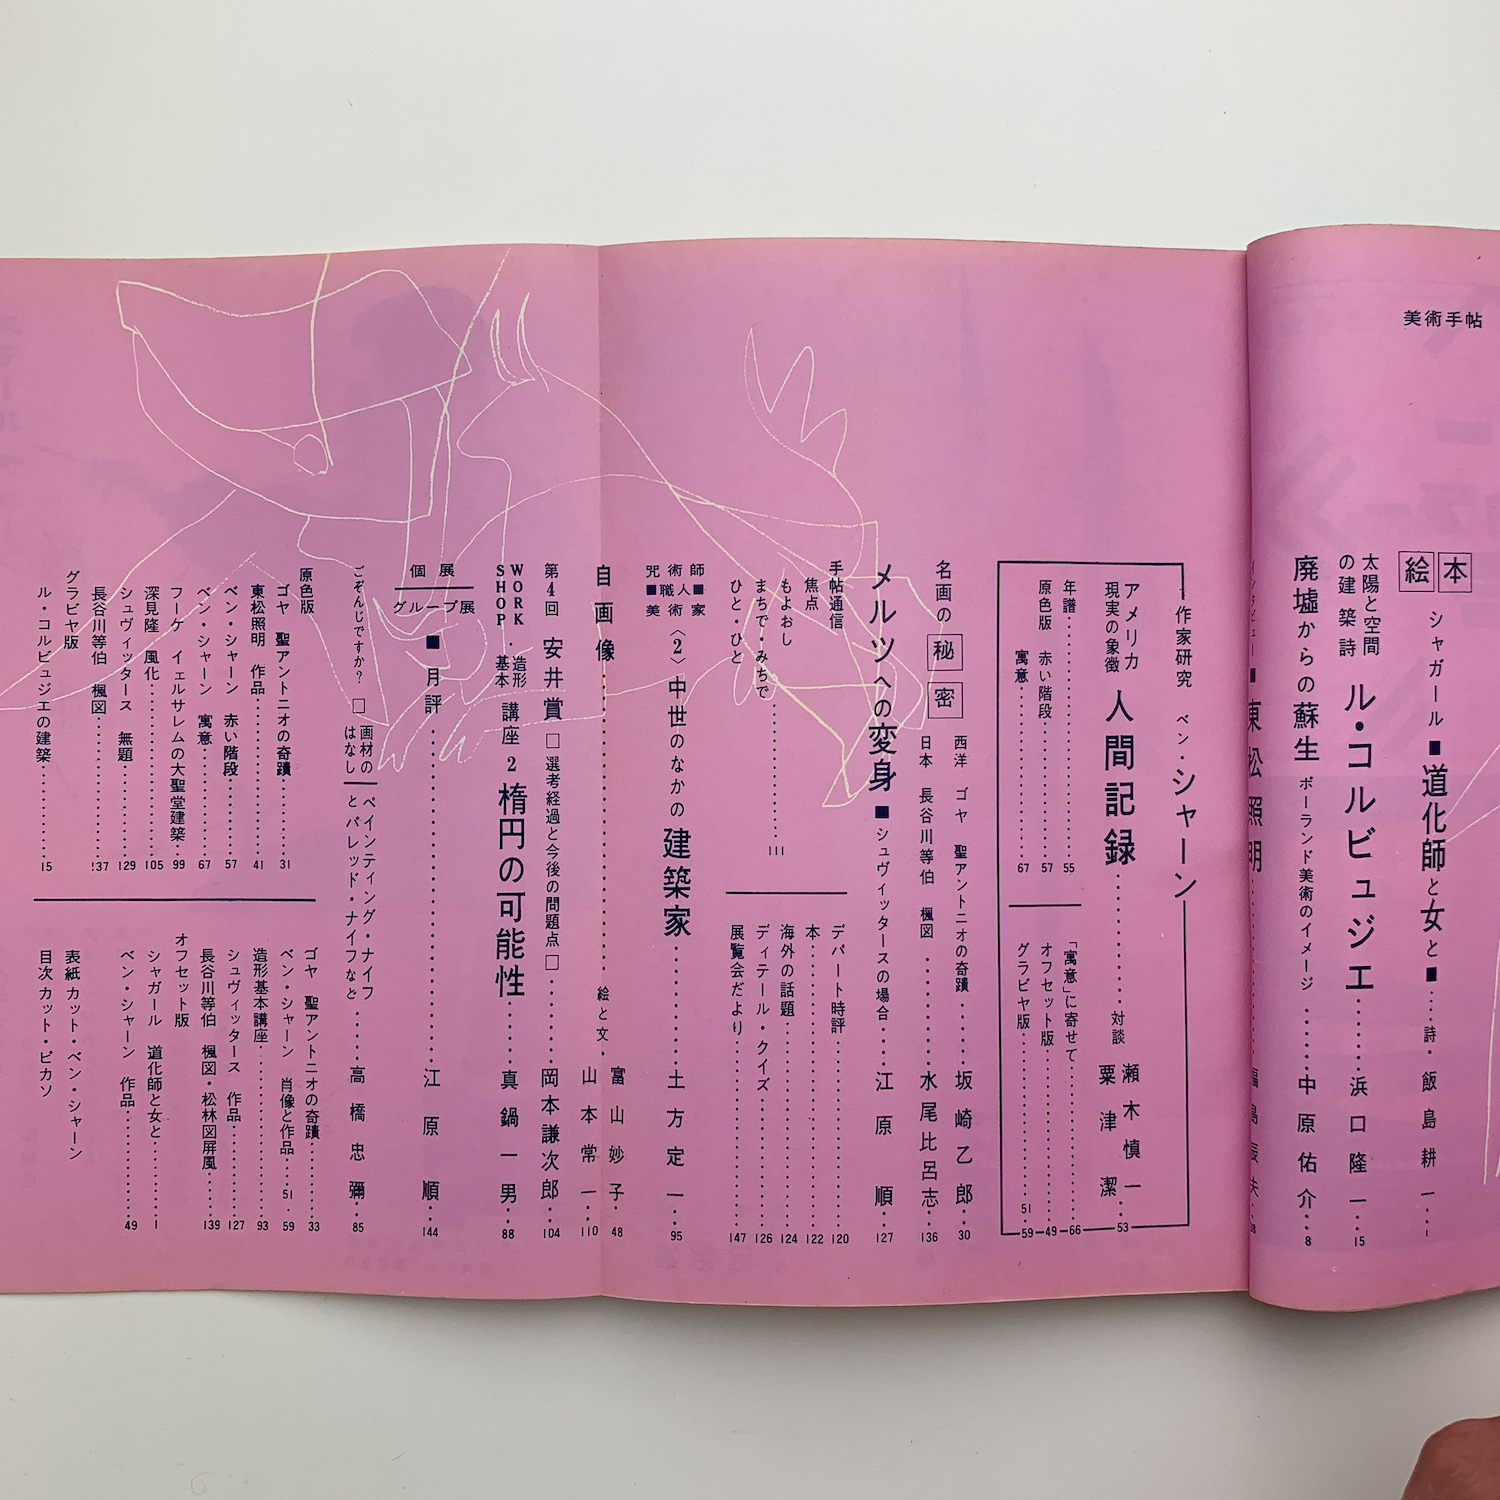 美術手帖
絵本
シャガール■道化師と女と■……詩・飯島耕一…1
太陽と空間の建築詩 ル・コルビュジエ……浜口隆一…15
廃墟からの蘇生 ポーランド美術のイメージ……中原佑介…8
■東松照明……福島辰夫
作家研究 ベン・シャーン
アメリカ現実の象徴 人間記録……対談 瀬木慎一 粟津潔…53
年譜……55
原色版 赤い階段……57
寓意……67
「寓意」に寄せて……66
オフセット版……49
グラビヤ版……51 59
名画の秘密
西洋 ゴヤ 聖アントニオの奇蹟……坂崎乙郎…30
日本 長谷川等伯 楓図……水尾比呂志…136
メルツへの変身■シュヴィッタースの場合……江原順…127
手帖通信
焦点
もよおし
まちで・みちで……111
ひと・ひと
デパート時評……120
本……122
海外の話題……124
ディテール・クイズ……126
展覧会だより……147
呪術師■職人■美術家〈2〉中世のなかの建築家……土方定一…95
自画像……絵と文・富山妙子…48
山本常一…110
第4回 安井賞□選考経過と今後の問題点□……岡本謙次郎…104
WORK SHOP・造形基本講座2 楕円の可能性……真鍋一男…88
個展 グループ展■月評……江原順…144
ごぞんじですか?□画材のはなし―ペインティング・ナイフとパレッド・ナイフなど……高橋忠彌…85
原色版
ゴヤ 聖アントニオの奇蹟……31
東松照明 作品……41
ベン・シャーン 赤い階段……57
ベン・シャーン 寓意……67
フーケ イェルサレムの大聖堂建築…99
深見隆 風化……105
シュヴィッタース 無題……129
長谷川等伯 楓図……137
グラビヤ版
ル・コルビュジエの建築……15
ゴヤ 聖アントニオの奇蹟……33
ベン・シャーン 肖像と作品…51 59
造形基本講座……93
シュヴィッタース 作品……127
長谷川等伯 楓図・松林図屏風……139
オフセット版
シャガール 道化師と女と……1
ベン・シャーン 作品……49
表紙カット・ベン・シャーン
目次カット・ピカソ